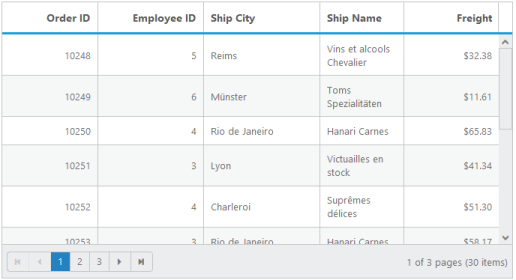 Order ID Employee ID Ship City Ship Name Freight
10248 5 Reims Vins et alcools Chevalier $32.38
10249 6 Münster Toms Spezialitäten $11.61
10250 4 Rio de Janeiro Hanari Carnes $65.83
10251 3 Lyon Victuailles en stock $41.34
10252 4 Charleroi Suprêmes délices $51.30
10253 3 Rio de Janeiro Hanari Carnes $58.17
1 2 3 1 of 3 pages (30 items)